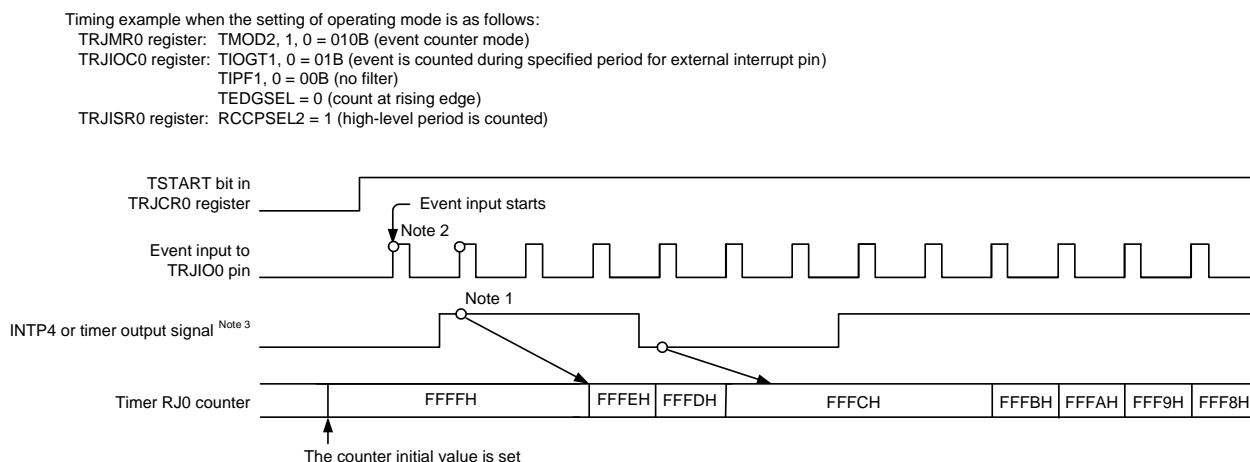 Timing example when the setting of operating mode is as follows:
TRJMR0 register: TMOD2, 1, 0 = 010B (event counter mode)
TRJIOC0 register: TIOGT1, 0 = 01B (event is counted during specified period for external interrupt pin)
TIPF1, 0 = 00B (no filter)
TEDGSEL = 0 (count at rising edge)
TRJISR0 register: RCCPSEL2 = 1 (high-level period is counted)
TSTART bit in
TRJCR0 register
Event input starts
Note 2
Event input to
TRJIO0 pin
Note 1
INTP4 or timer output signal Note 3
Timer RJ0 counter
FFFFH
FFFEH
FFFDH
FFFCH
FFFBH
FFFAH
FFF9H
FFF8H
The counter initial value is set